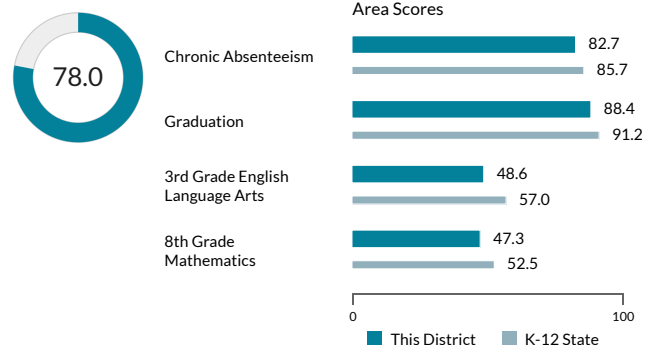 Area Scores
78.0
Chronic Absenteeism
82.7
85.7
Graduation
88.4
91.2
3rd Grade English
Language Arts
48.6
57.0
8th Grade
Mathematics
47.3
52.5
0
100
This District
K-12 State